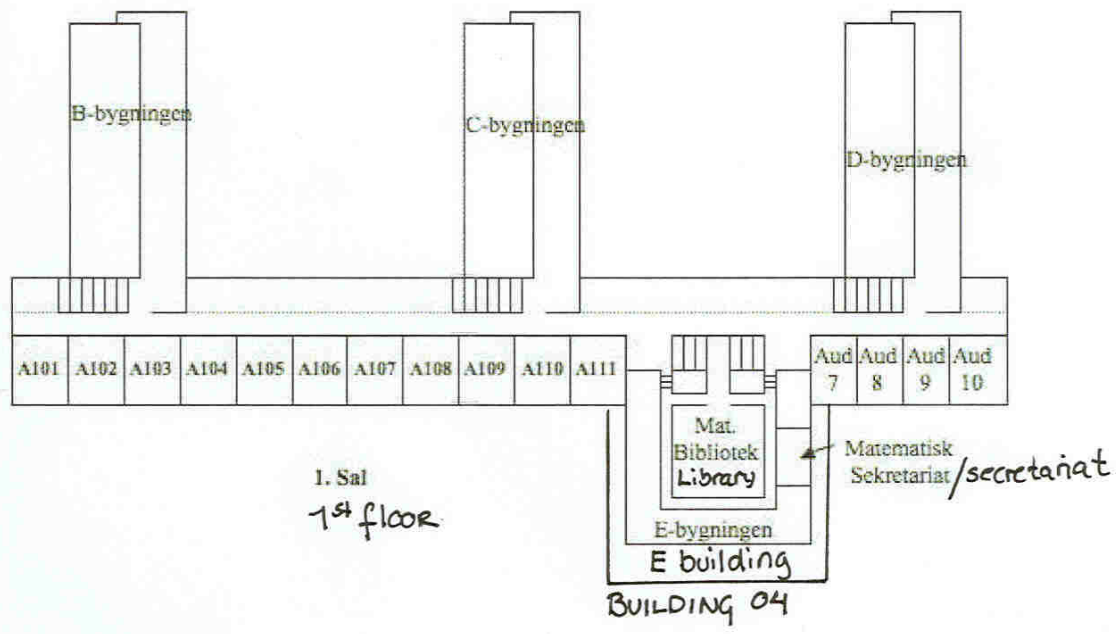 B-bygningen
C-bygningen
D-bygningen
A101 A102 A103 A104 A105 A106 A107 A108 A109 A110 A111
Aud 7
Aud 8
Aud 9
Aud 10
Mat.
Bibliotek
Library
Matematisk
Sekretariat/secretariat
1. Sal
1st floor
E-bygningen
E building
BUILDING 04